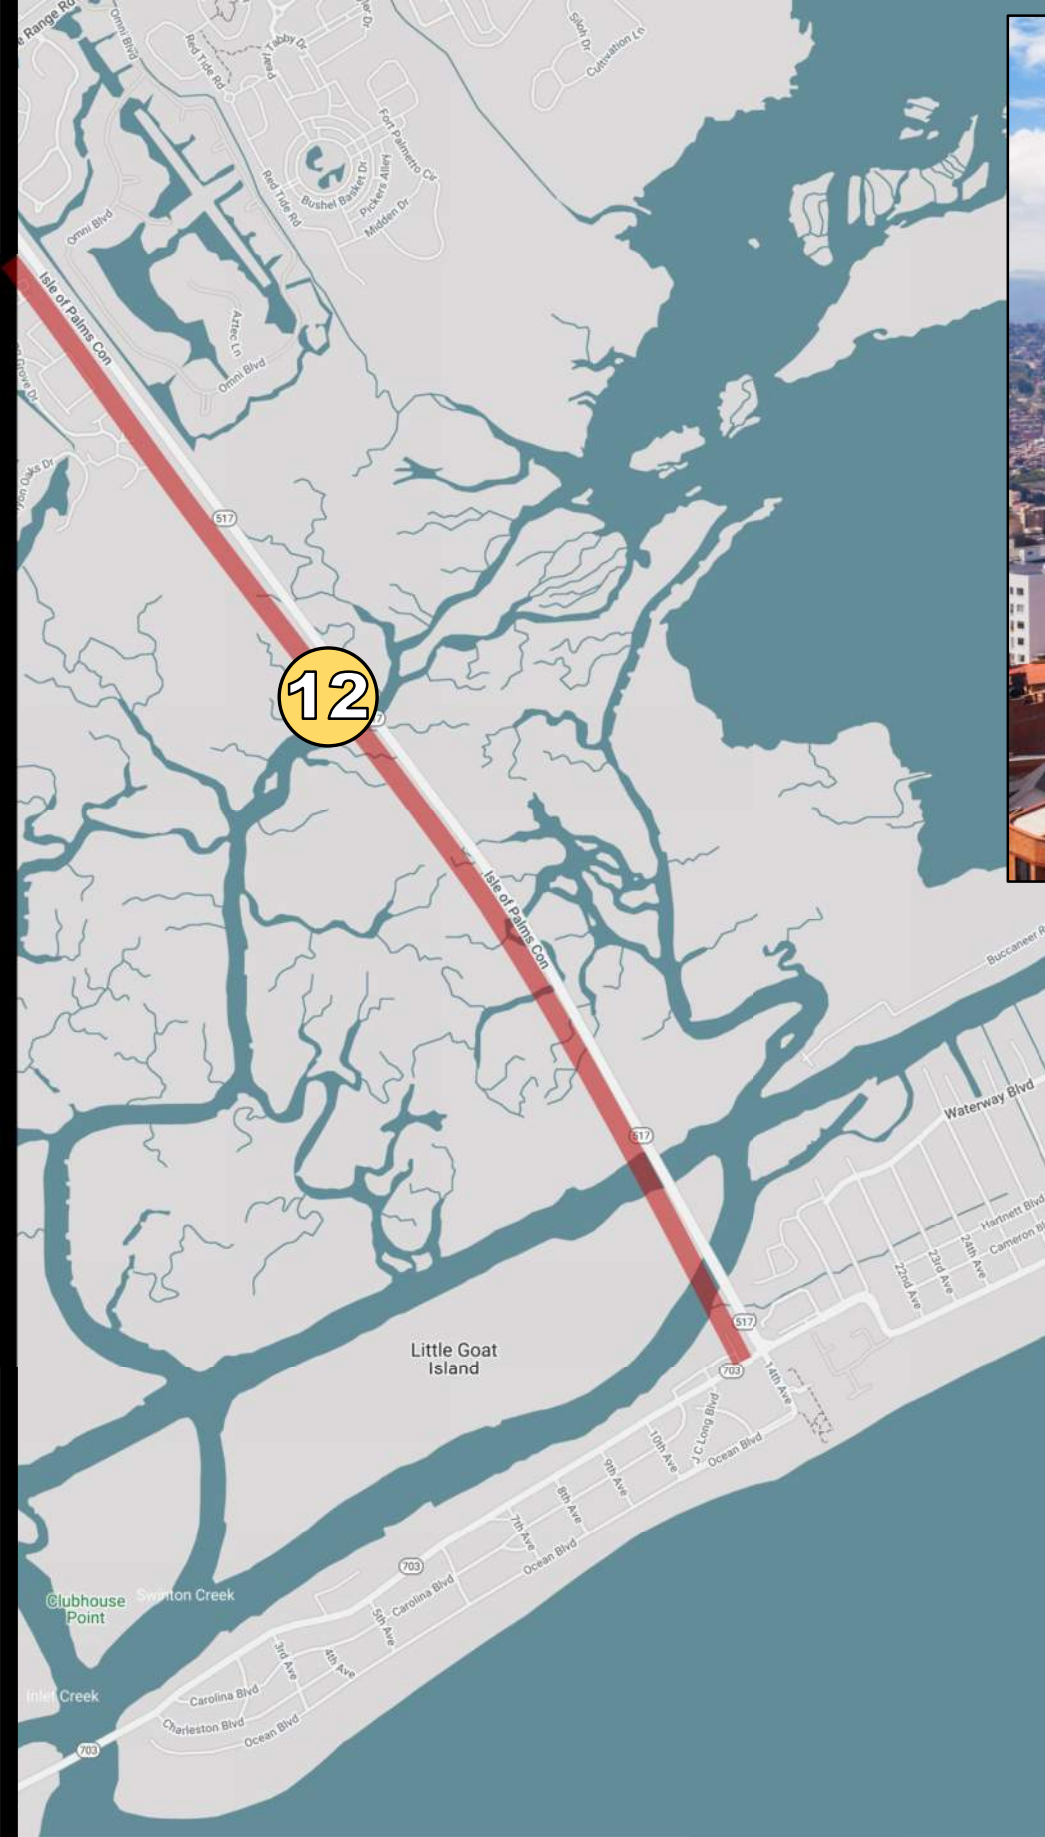 Omni Blvd
Red Tide Rd
Tabby Dr
Pearl
Siloh Dr
Cultivation Ln
Fort Palmetto Cir
Pickers Alley
Bushel Basket Dr
Midden Dr
Red Tide Rd
Omni Blvd
Isle of Palms Con
Aztec Ln
Omni Blvd
Oaks Dr
517
12
Isle of Palms Con
Buccaneer R
Waterway Blvd
517
Hartnett Blvd
Cameron Bl
24th Ave
23rd Ave
22nd Ave
517
Little Goat
Island
703
14th Ave
J C Long Blvd
Ocean Blvd
10th Ave
9th Ave
8th Ave
7th Ave
Ocean Blvd
703
Carolina Blvd
5th Ave
Clubhouse
Point
Swinton Creek
3rd Ave
4th Ave
Inlet Creek
Carolina Blvd
Charleston Blvd
Ocean Blvd
703